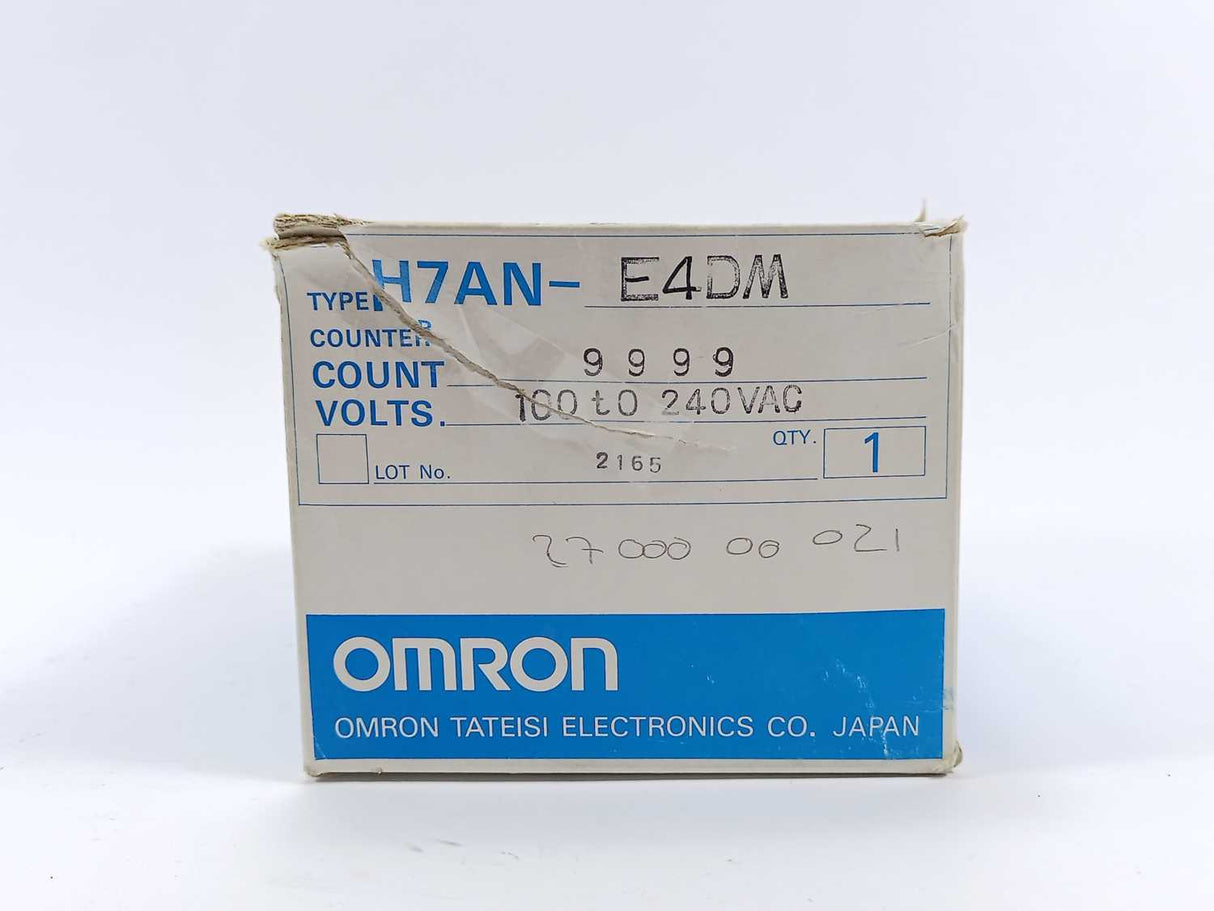 TYPE H7AN- E4DM
COUNTER
COUNT 9999
VOLTS. 100 to 240VAC
LOT No. 2165 QTY. 1
27 000 00 021
OMRON
OMRON TATEISI ELECTRONICS CO. JAPAN